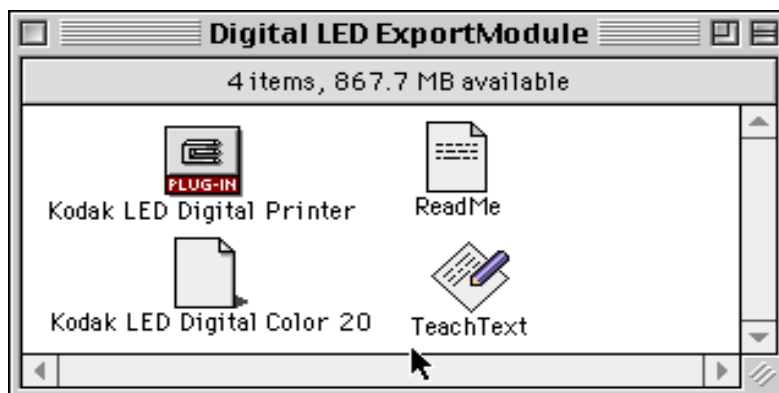 Digital LED ExportModule
4 items, 867.7 MB available
PLUG-IN
Kodak LED Digital Printer
ReadMe
Kodak LED Digital Color 20
TeachText